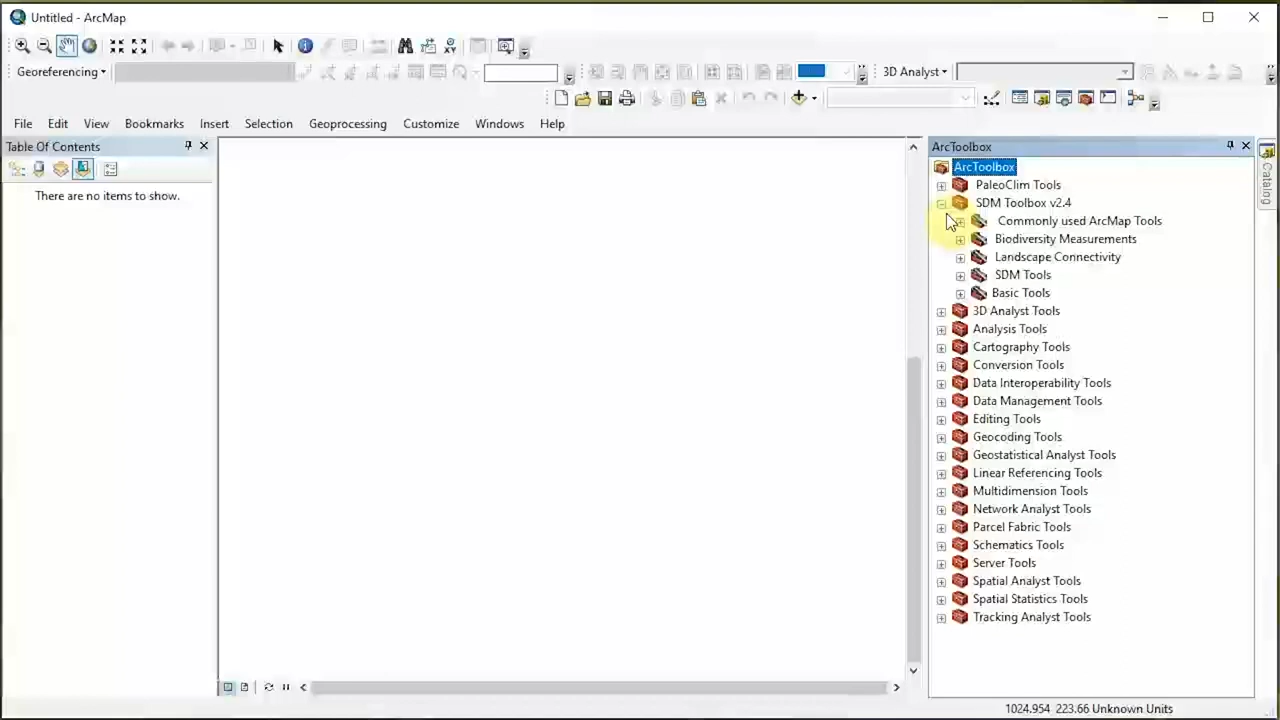 Untitled - ArcMap
Georeferencing
3D Analyst
File Edit View Bookmarks Insert Selection Geoprocessing Customize Windows Help
Table Of Contents
There are no items to show.
ArcToolbox
ArcToolbox
PaleoClim Tools
SDM Toolbox v2.4
Commonly used ArcMap Tools
Biodiversity Measurements
Landscape Connectivity
SDM Tools
Basic Tools
3D Analyst Tools
Analysis Tools
Cartography Tools
Conversion Tools
Data Interoperability Tools
Data Management Tools
Editing Tools
Geocoding Tools
Geostatistical Analyst Tools
Linear Referencing Tools
Multidimension Tools
Network Analyst Tools
Parcel Fabric Tools
Schematics Tools
Server Tools
Spatial Analyst Tools
Spatial Statistics Tools
Tracking Analyst Tools
Catalog
1024.954 223.66 Unknown Units